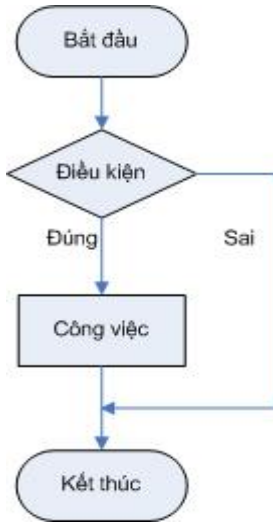 Bắt đầu
Điều kiện
Đúng
Sai
Công việc
Kết thúc